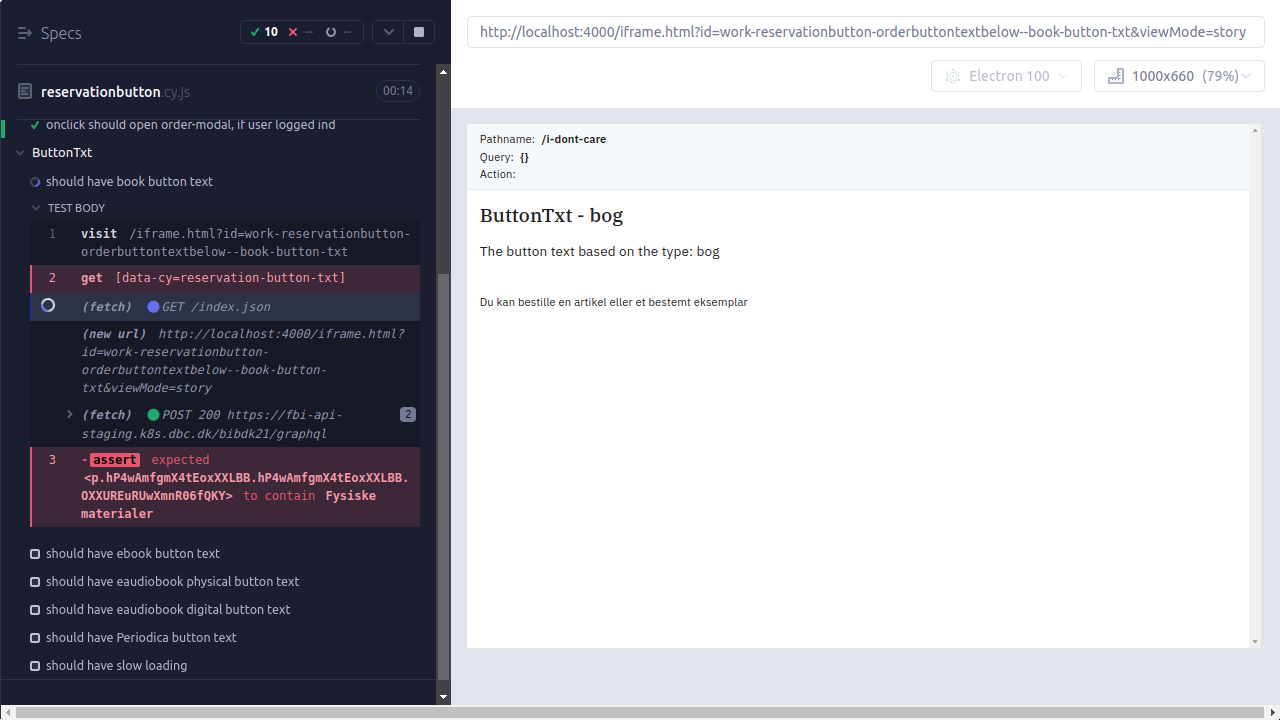 Specs
10
--
--
reservationbutton.cy.js
00:14
onclick should open order-modal, if user logged ind
ButtonTxt
should have book button text
TEST BODY
1 visit /iframe.html?id=work-reservationbutton-
orderbuttontextbelow--book-button-txt
2 get [data-cy=reservation-button-txt]
(fetch) GET /index.json
(new url) http://localhost:4000/iframe.html?
id=work-reservationbutton-
orderbuttontextbelow--book-button-
txt&viewMode=story
(fetch) POST 200 https://fbi-api-
staging.k8s.dbc.dk/bibdk21/graphql
2
3 -assert expected
<p.hP4wAmfgmX4tEoxXXLBB.hP4wAmfgmX4tEoxXXLBB.
OXXUREuRUwXmnR06fQKY> to contain Fysiske
materialer
should have ebook button text
should have eaudiobook physical button text
should have eaudiobook digital button text
should have Periodica button text
should have slow loading
http://localhost:4000/iframe.html?id=work-reservationbutton-orderbuttontextbelow--book-button-txt&viewMode=story
Electron 100
1000x660 (79%)
Pathname: /i-dont-care
Query: {}
Action:
ButtonTxt - bog
The button text based on the type: bog
Du kan bestille en artikel eller et bestemt eksemplar